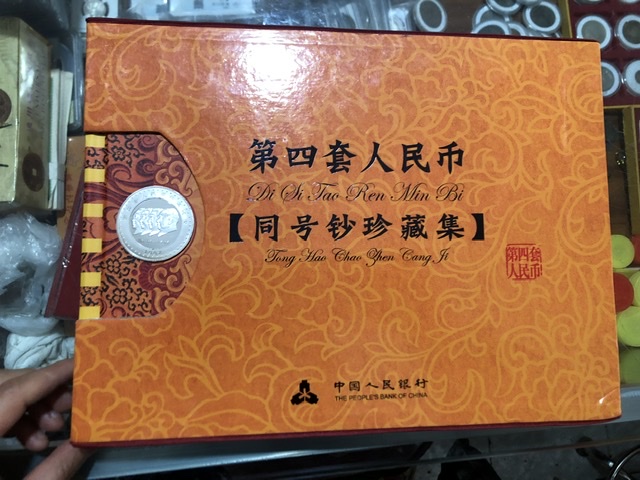 第四套人民币
Di Si Tao Ren Min Bi
【同号钞珍藏集】
Tong Hao Chao Zhen Cang Ji
第四套
人民币
中国人民银行
THE PEOPLE'S BANK OF CHINA